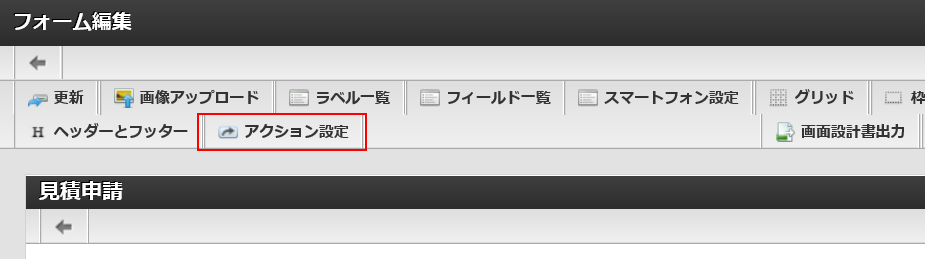 フォーム編集
更新 画像アップロード ラベル一覧 フィールド一覧 スマートフォン設定 グリッド 枠
H ヘッダーとフッター アクション設定 画面設計書出力
見積申請